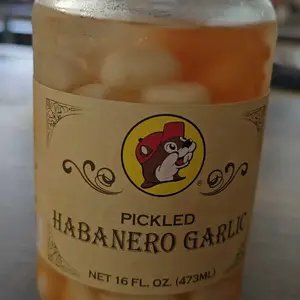 PICKLED
HABANERO GARLIC
NET 16 FL. OZ. (473ML)